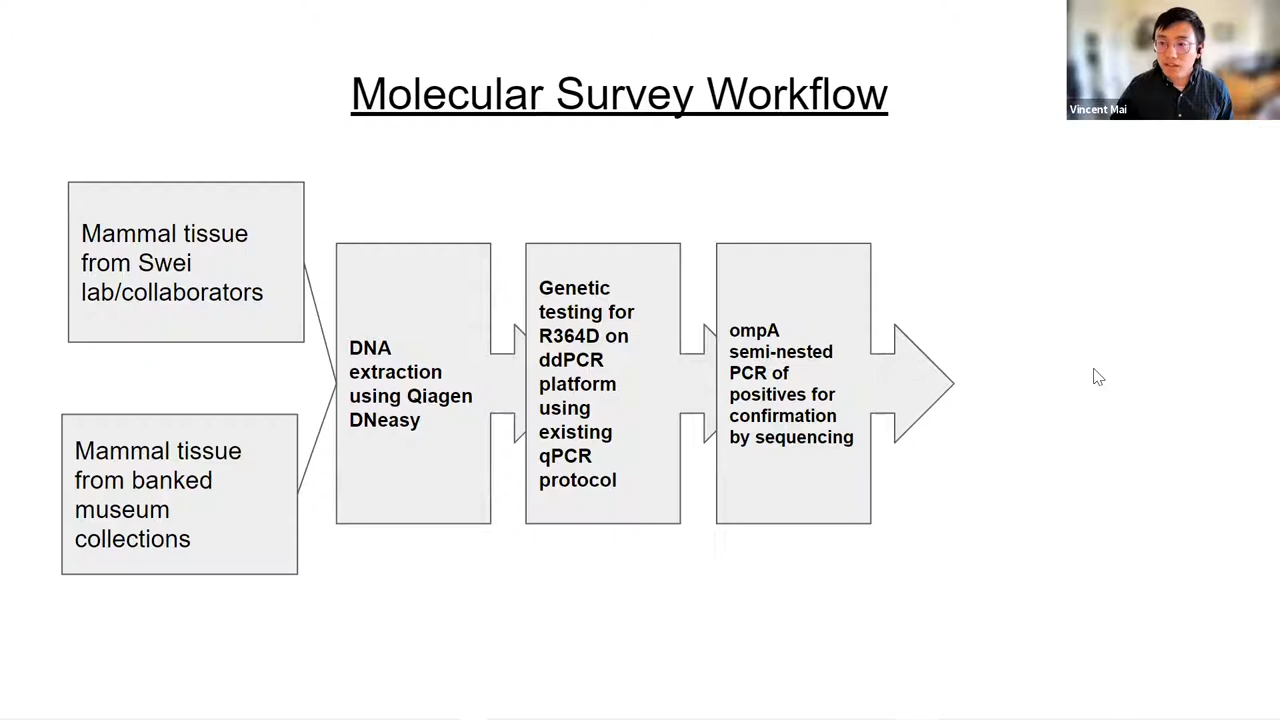 Molecular Survey Workflow
Vincent Mai
Mammal tissue
from Swei
lab/collaborators
Mammal tissue
from banked
museum
collections
DNA
extraction
using Qiagen
DNeasy
Genetic
testing for
R364D on
ddPCR
platform
using
existing
qPCR
protocol
ompA
semi-nested
PCR of
positives for
confirmation
by sequencing